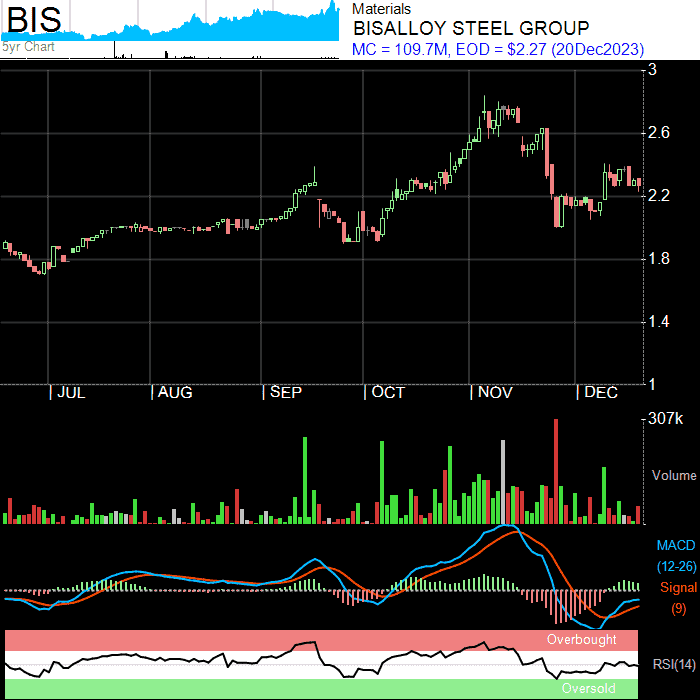 BIS
5yr Chart
Materials
BISALLOY STEEL GROUP
MC = 109.7M, EOD = $2.27 (20Dec2023)
3
2.6
2.2
1.8
1.4
1
JUL
AUG
SEP
OCT
NOV
DEC
307k
Volume
MACD
(12-26)
Signal
(9)
Overbought
RSI(14)
Oversold